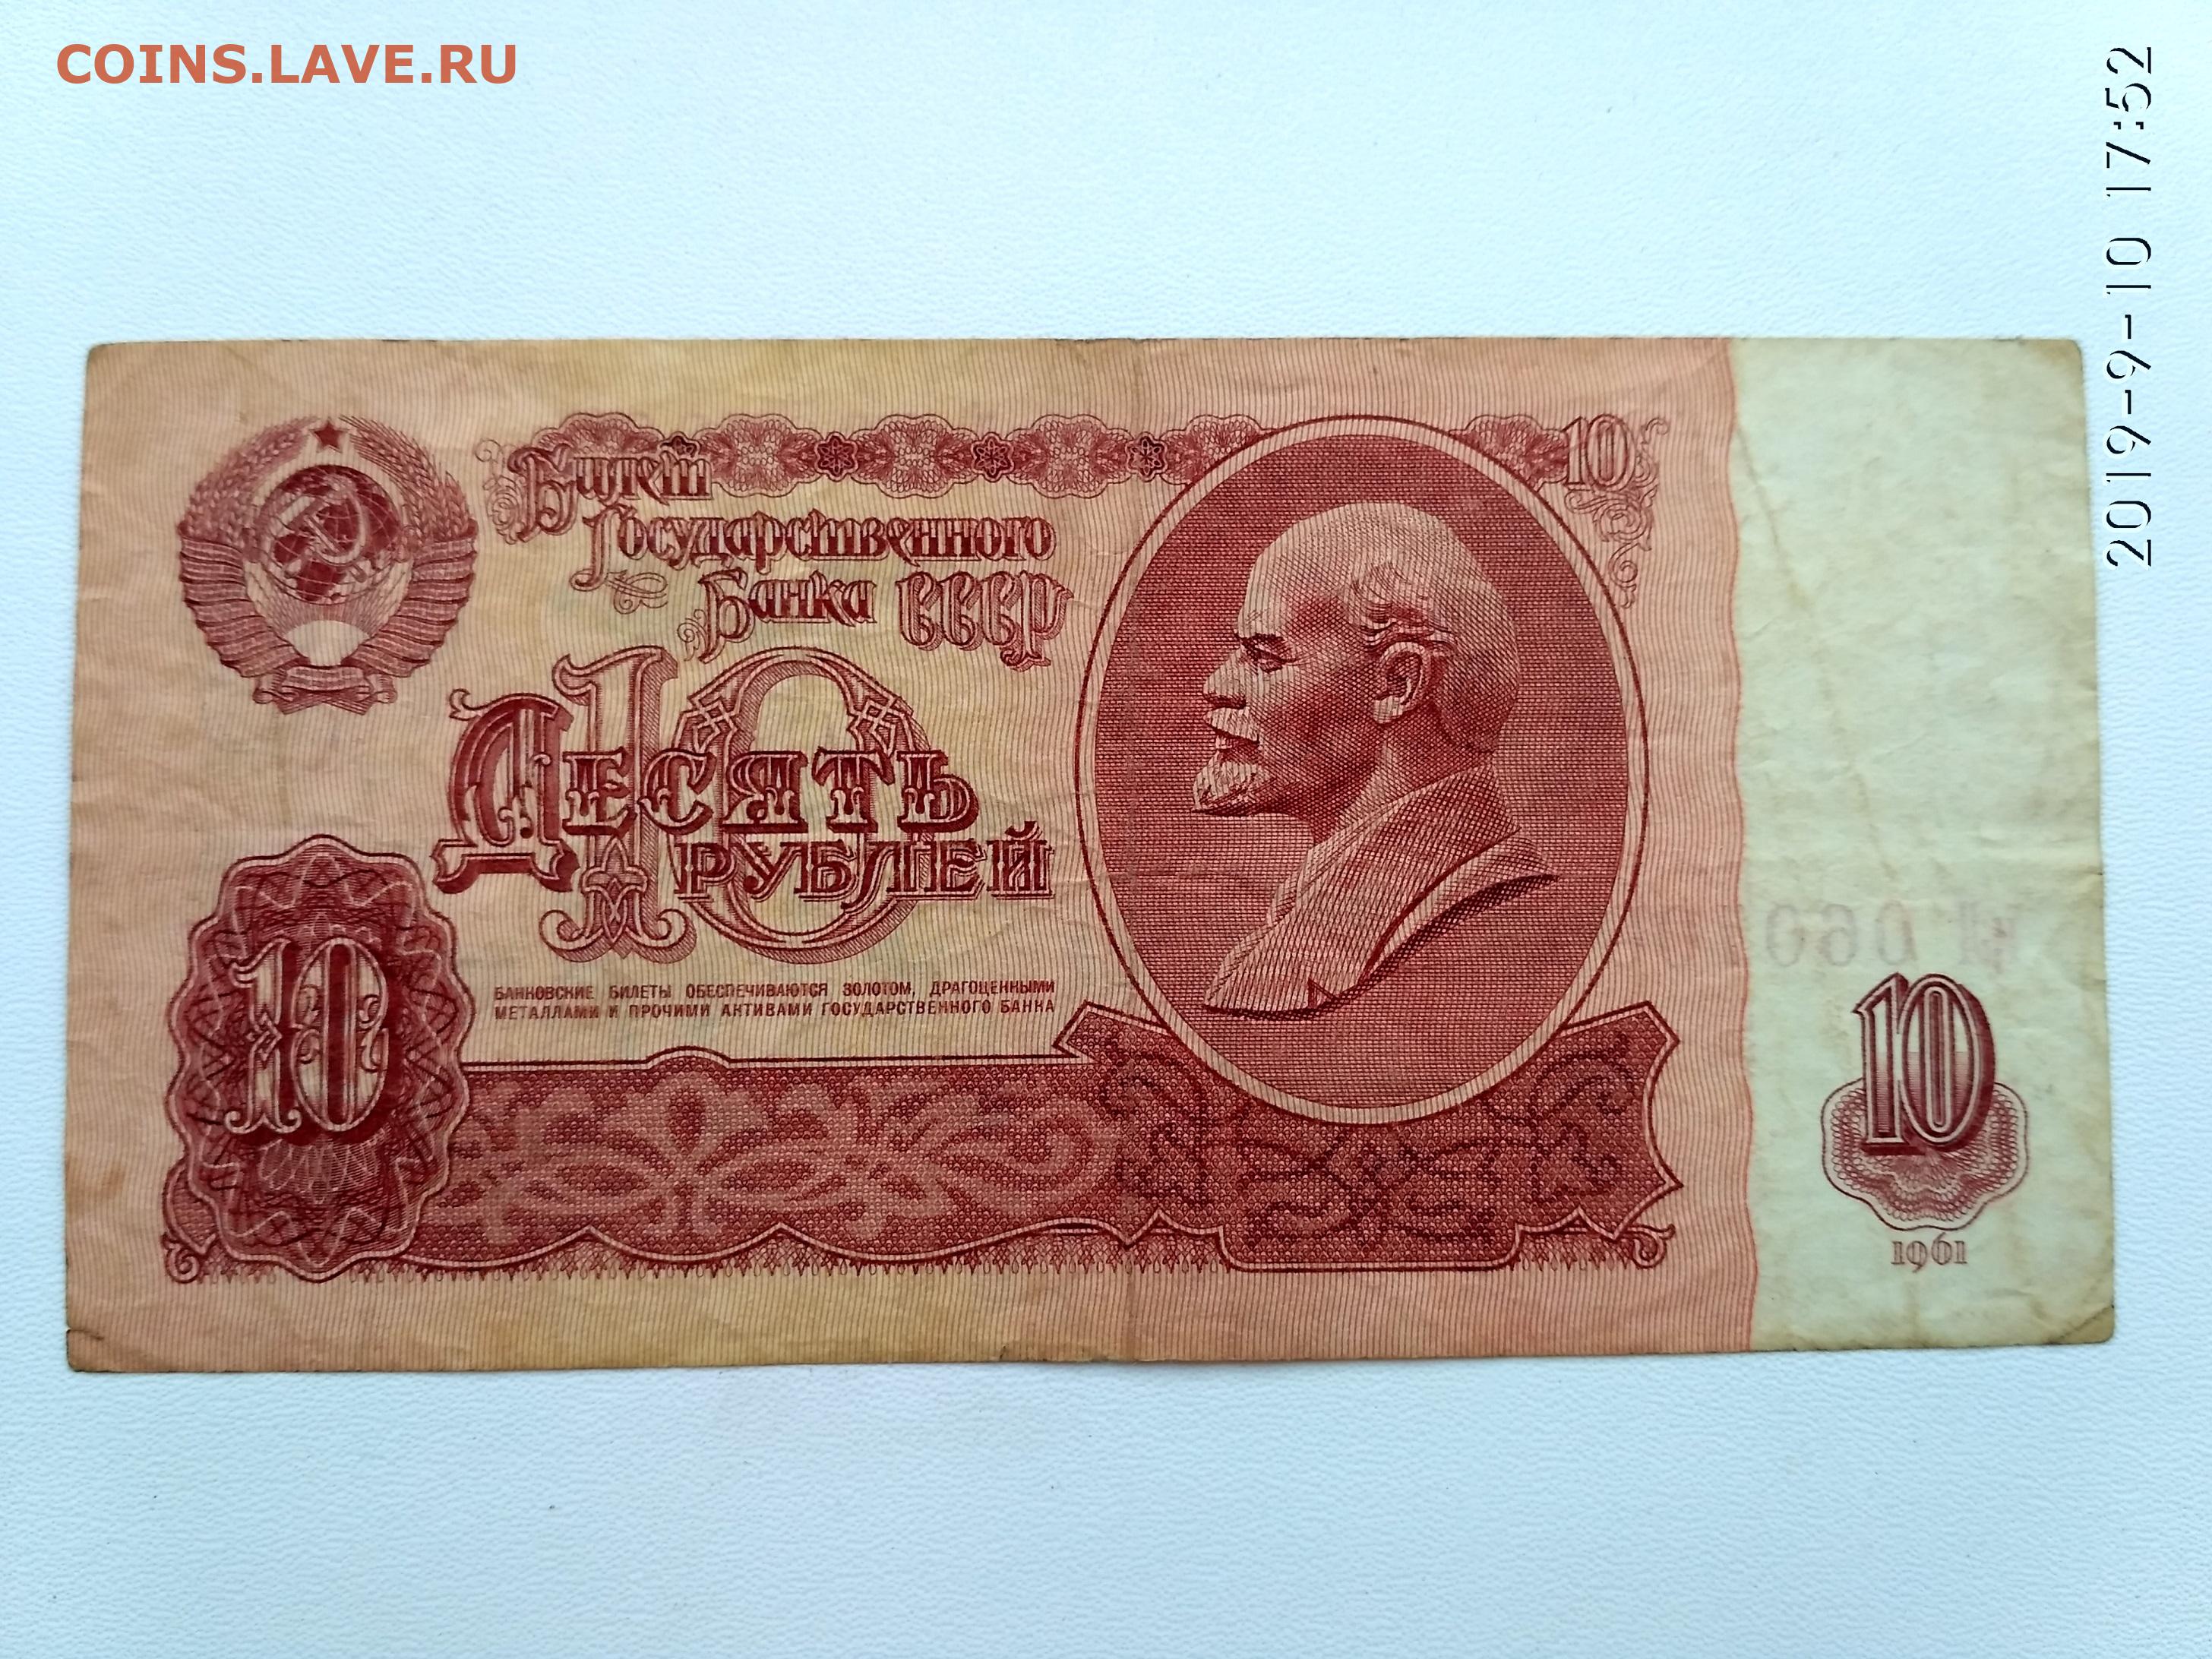 COINS.LAVE.RU
2019-9-10 17:52
Билет
10
Государственного
Банка СССР
10
Десять
рублей
БАНКОВСКИЕ БИЛЕТЫ ОБЕСПЕЧИВАЮТСЯ ЗОЛОТОМ, ДРАГОЦЕННЫМИ
МЕТАЛЛАМИ И ПРОЧИМИ АКТИВАМИ ГОСУДАРСТВЕННОГО БАНКА
10
10
1961